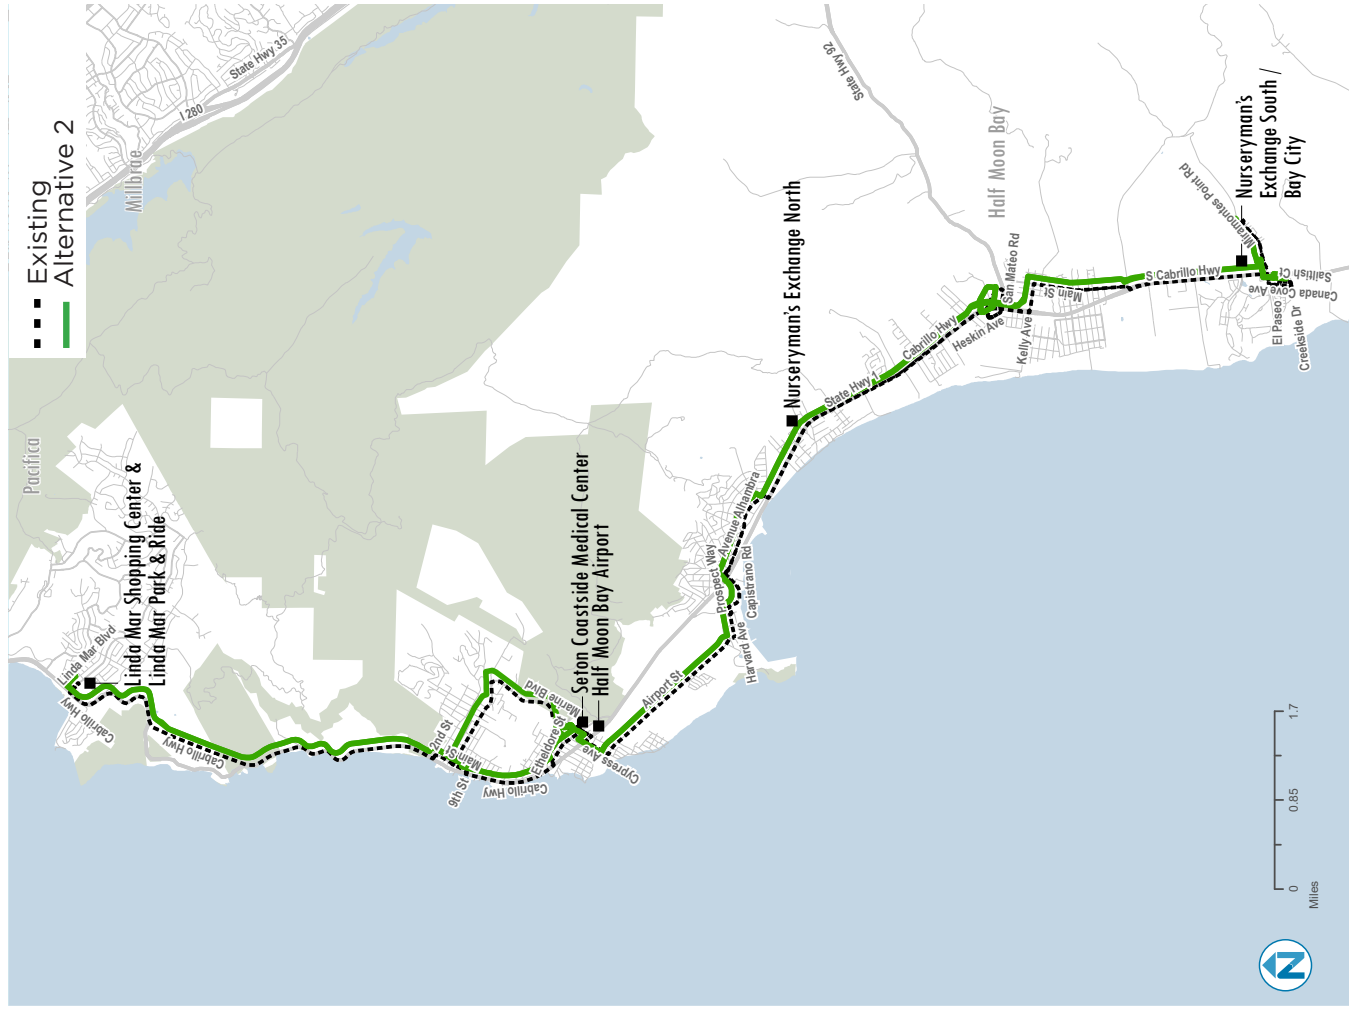 Existing
Alternative 2
State Hwy 35
I 280
Millbrae
Pacifica
Linda Mar Blvd
Linda Mar Shopping Center &
Linda Mar Park & Ride
Cabrillo Hwy
Cabrillo Hwy
Cabrillo Hwy
2nd St
Main St
9th St
Cabrillo Hwy
Etheldore St
Marine Blvd
Seton Coastside Medical Center
Half Moon Bay Airport
Cypress Ave
Airport St
Harvard Ave
Capistrano Rd
Prospect Way
Avenue Alhambra
Nurseryman's Exchange North
State Hwy 1
Cabrillo Hwy
State Hwy 92
Half Moon Bay
San Mateo Rd
Heskin Ave
Kelly Ave
Main St
S Cabrillo Hwy
Miramontes Point Rd
Miramontes
Nurseryman's
Exchange South /
Bay City
Canada Cove Ave
El Paseo
Creekside Dr
0
0.85
1.7
Miles
N